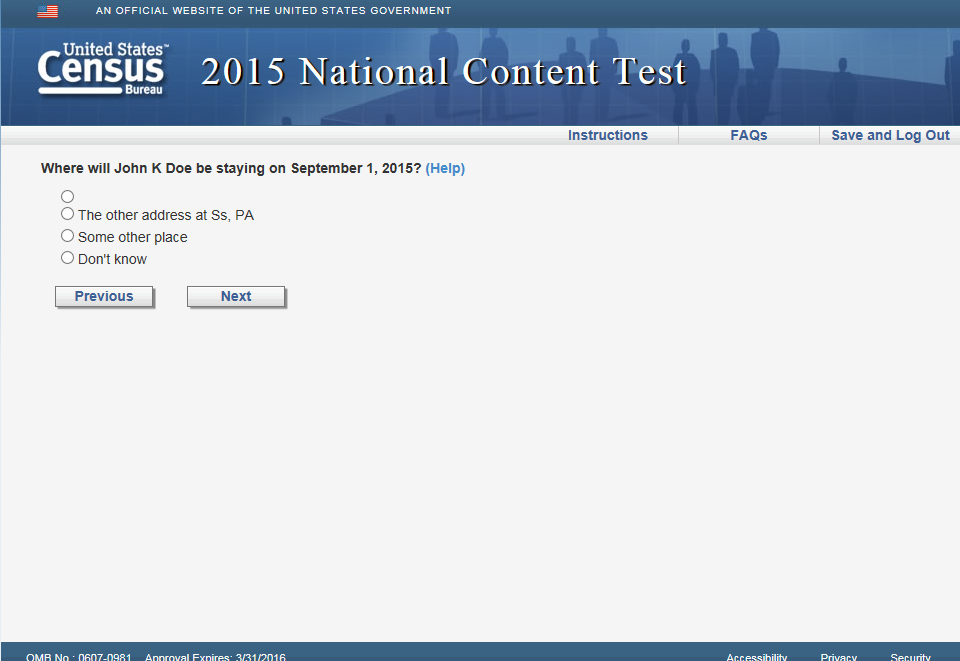 AN OFFICIAL WEBSITE OF THE UNITED STATES GOVERNMENT
United States™
Census
Bureau
2015 National Content Test
Instructions FAQs Save and Log Out
Where will John K Doe be staying on September 1, 2015? (Help)
The other address at Ss, PA
Some other place
Don't know
Previous Next
OMB No.: 0607-0981 Approval Expires: 3/31/2016 Accessibility Privacy Security